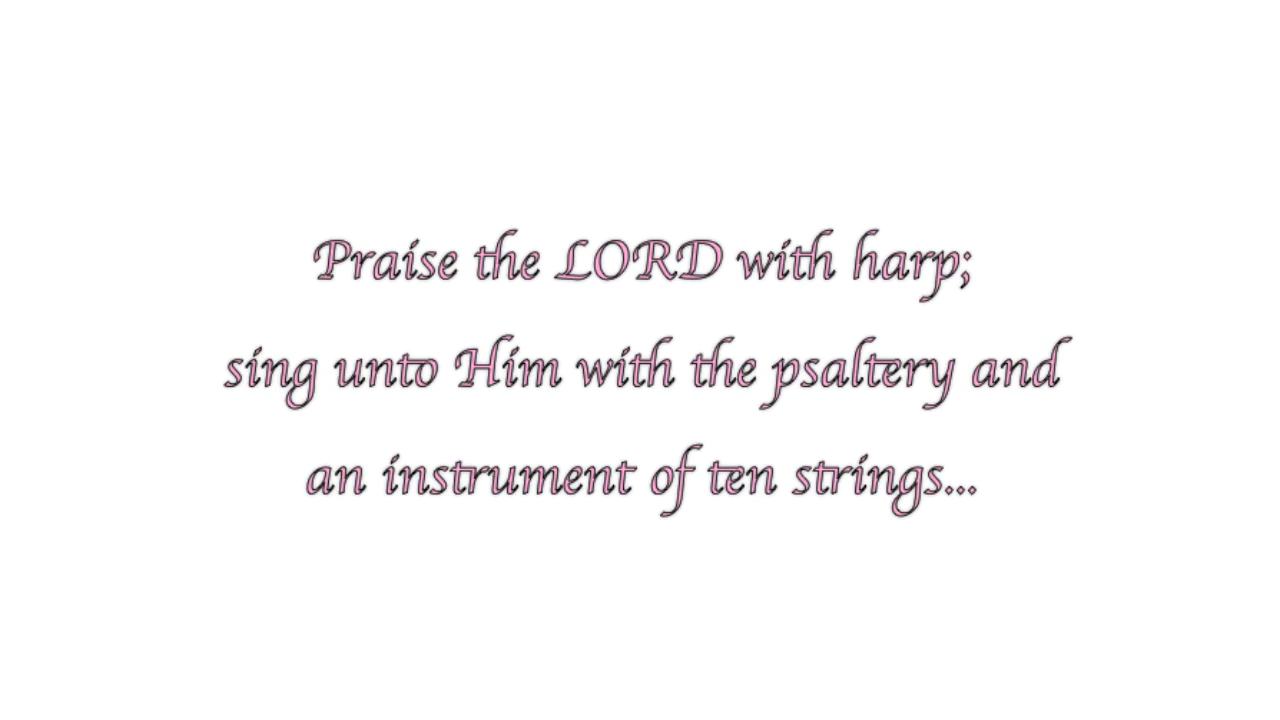 Praise the LORD with harp;
sing unto Him with the psaltery and
an instrument of ten strings...